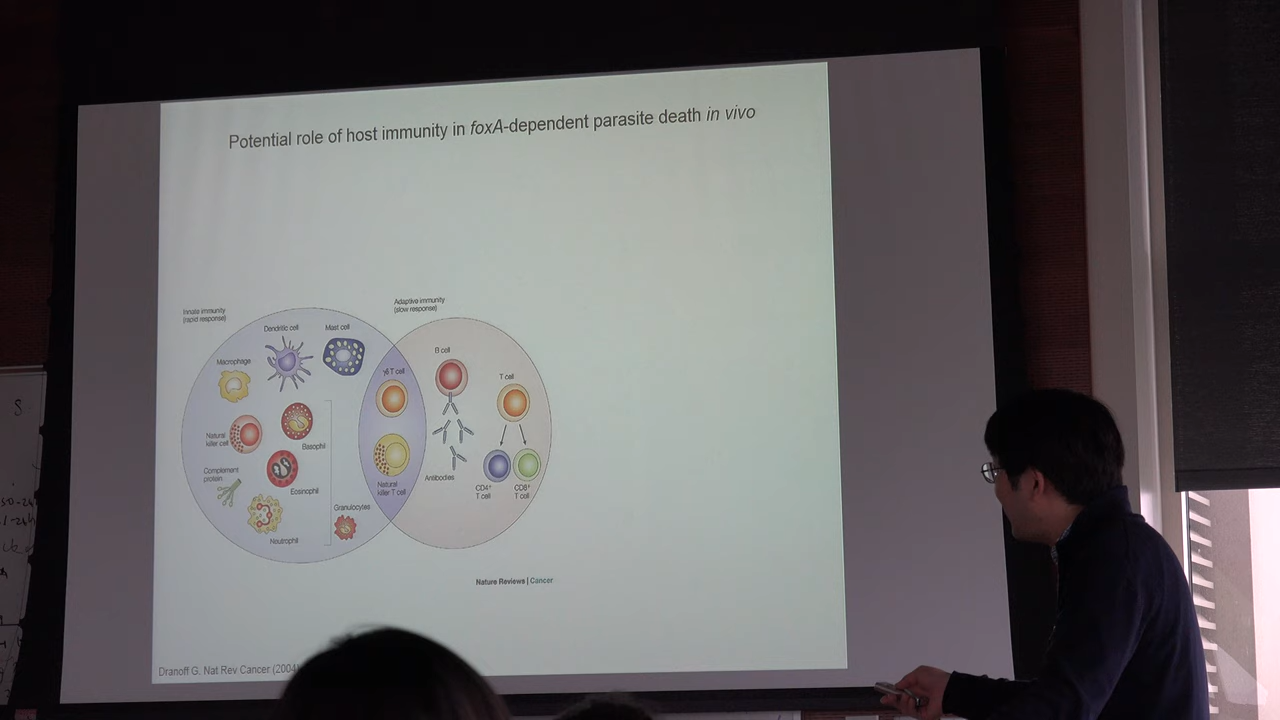 Potential role of host immunity in foxA-dependent parasite death in vivo
Innate immunity
(rapid response)
Adaptive immunity
(slow response)
Dendritic cell
Mast cell
Macrophage
γδ T cell
B cell
T cell
Natural
killer cell
Basophil
Complement
protein
Eosinophil
Natural
killer T cell
Antibodies
CD4+
T cell
CD8+
T cell
Granulocytes
Neutrophil
Nature Reviews | Cancer
Dranoff G. Nat Rev Cancer (2004
S